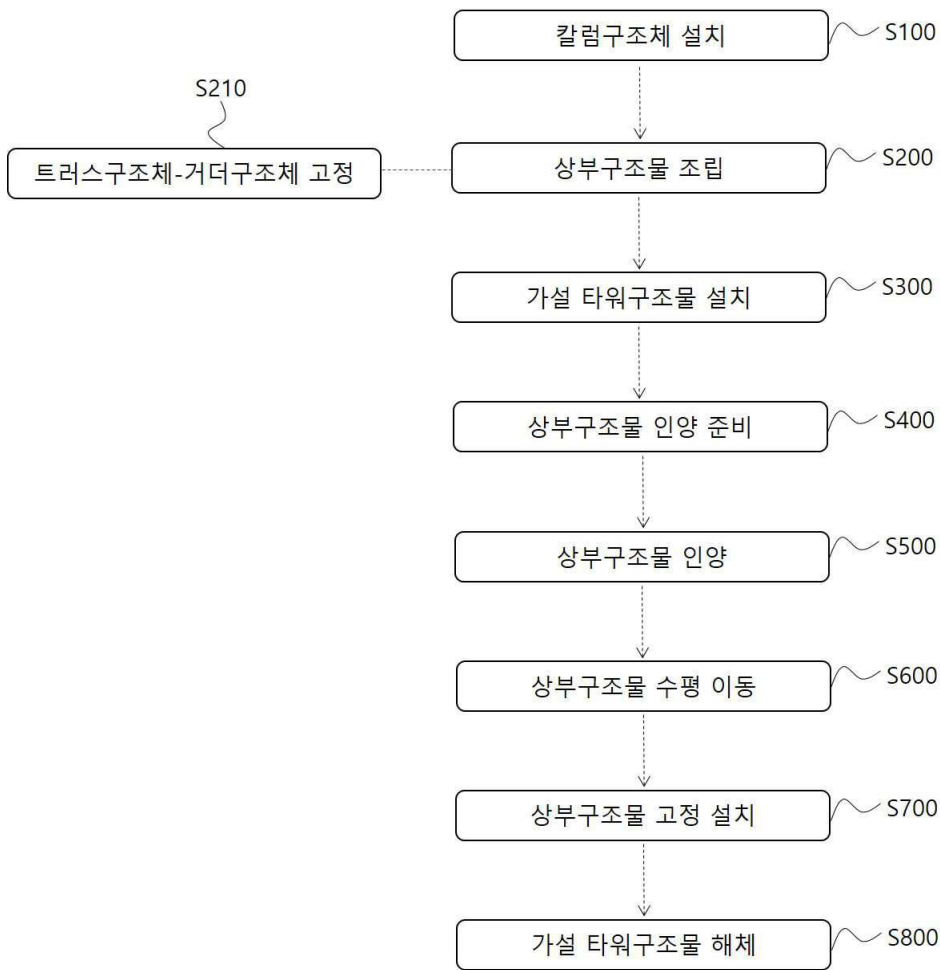 칼럼구조체 설치
S100
S210
트러스구조체-거더구조체 고정
상부구조물 조립
S200
가설 타워구조물 설치
S300
상부구조물 인양 준비
S400
상부구조물 인양
S500
상부구조물 수평 이동
S600
상부구조물 고정 설치
S700
가설 타워구조물 해체
S800